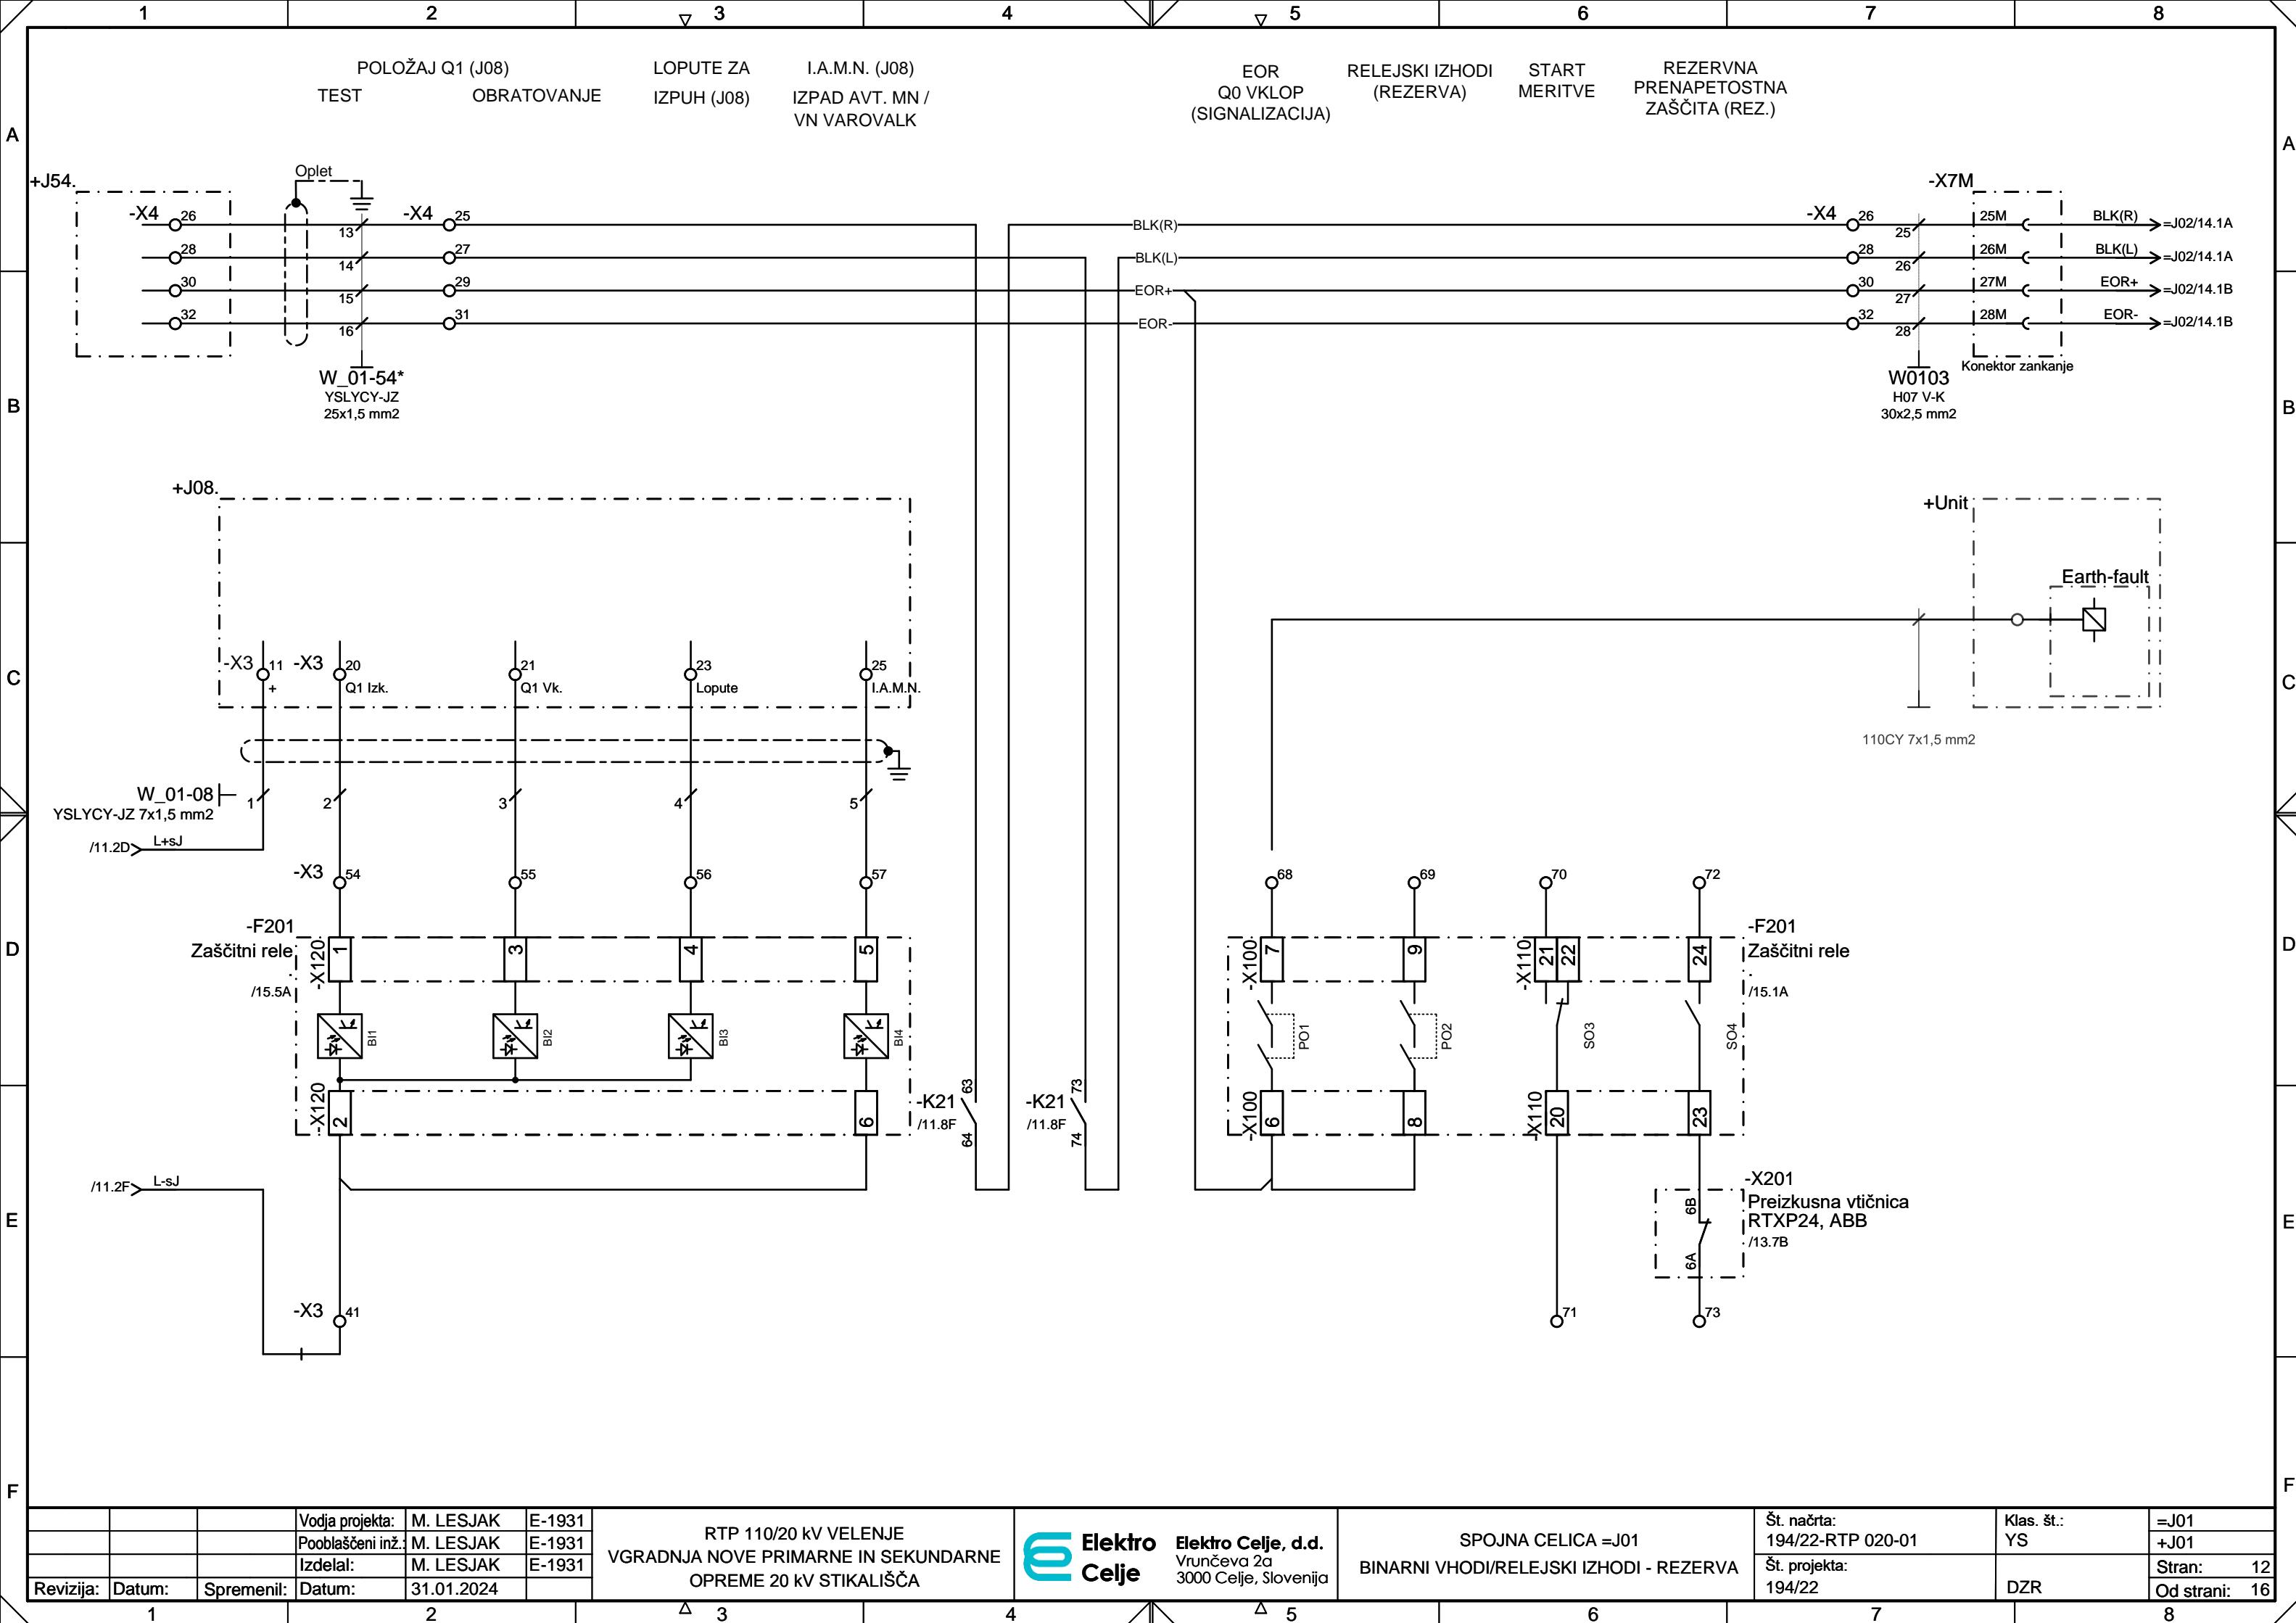 1 2 3 4 5 6 7 8
POLOŽAJ Q1 (J08)
TEST
OBRATOVANJE
LOPUTE ZA
IZPUH (J08)
I.A.M.N. (J08)
IZPAD AVT. MN /
VN VAROVALK
EOR
Q0 VKLOP
(SIGNALIZACIJA)
RELEJSKI IZHODI
(REZERVA)
START
MERITVE
REZERVNA
PRENAPETOSTNA
ZAŠČITA (REZ.)
A A
+J54.
Oplet
-X7M
-X4 26 13 -X4 25 BLK(R) -X4 26 25 25M BLK(R) =J02/14.1A
28 14 27 BLK(L) 28 26 26M BLK(L) =J02/14.1A
30 15 29 EOR+ 30 27 27M EOR+ =J02/14.1B
32 16 31 EOR- 32 28 28M EOR- =J02/14.1B
Konektor zankanje
W_01-54*
YSLYCY-JZ
25x1,5 mm2
W0103
H07 V-K
30x2,5 mm2
B B
+J08.
+Unit
Earth-fault
-X3 11 -X3 20 21 23 25
+ Q1 Izk. Q1 Vk. Lopute I.A.M.N.
C C
110CY 7x1,5 mm2
W_01-08 1 2 3 4 5
YSLYCY-JZ 7x1,5 mm2
/11.2D L+sJ
-X3 54 55 56 57 68 69 70 72
-F201
Zaščitni rele
/15.5A
-X120 1 3 4 5
BI1 BI2 BI3 BI4
-X120 2 6
D D
-X100 7 9 -X110 21 22 24
-F201
Zaščitni rele
/15.1A
PO1 PO2 SO3 SO4
-X100 6 8 -X110 20 23
-K21
/11.8F
63
64
-K21
/11.8F
73
74
/11.2F L-sJ
-X201
Preizkusna vtičnica
RTXP24, ABB
/13.7B
6B
6A
E E
-X3 41 71 73
F F
Vodja projekta: M. LESJAK E-1931
Pooblaščeni inž.: M. LESJAK E-1931
Izdelal: M. LESJAK E-1931
Revizija: Datum: Spremenil: Datum: 31.01.2024
RTP 110/20 kV VELENJE
VGRADNJA NOVE PRIMARNE IN SEKUNDARNE
OPREME 20 kV STIKALIŠČA
Elektro
Celje
Elektro Celje, d.d.
Vrunčeva 2a
3000 Celje, Slovenija
SPOJNA CELICA =J01
BINARNI VHODI/RELEJSKI IZHODI - REZERVA
Št. načrta:
194/22-RTP 020-01
Št. projekta:
194/22
Klas. št.:
YS
DZR
=J01
+J01
Stran: 12
Od strani: 16
1 2 3 4 5 6 7 8